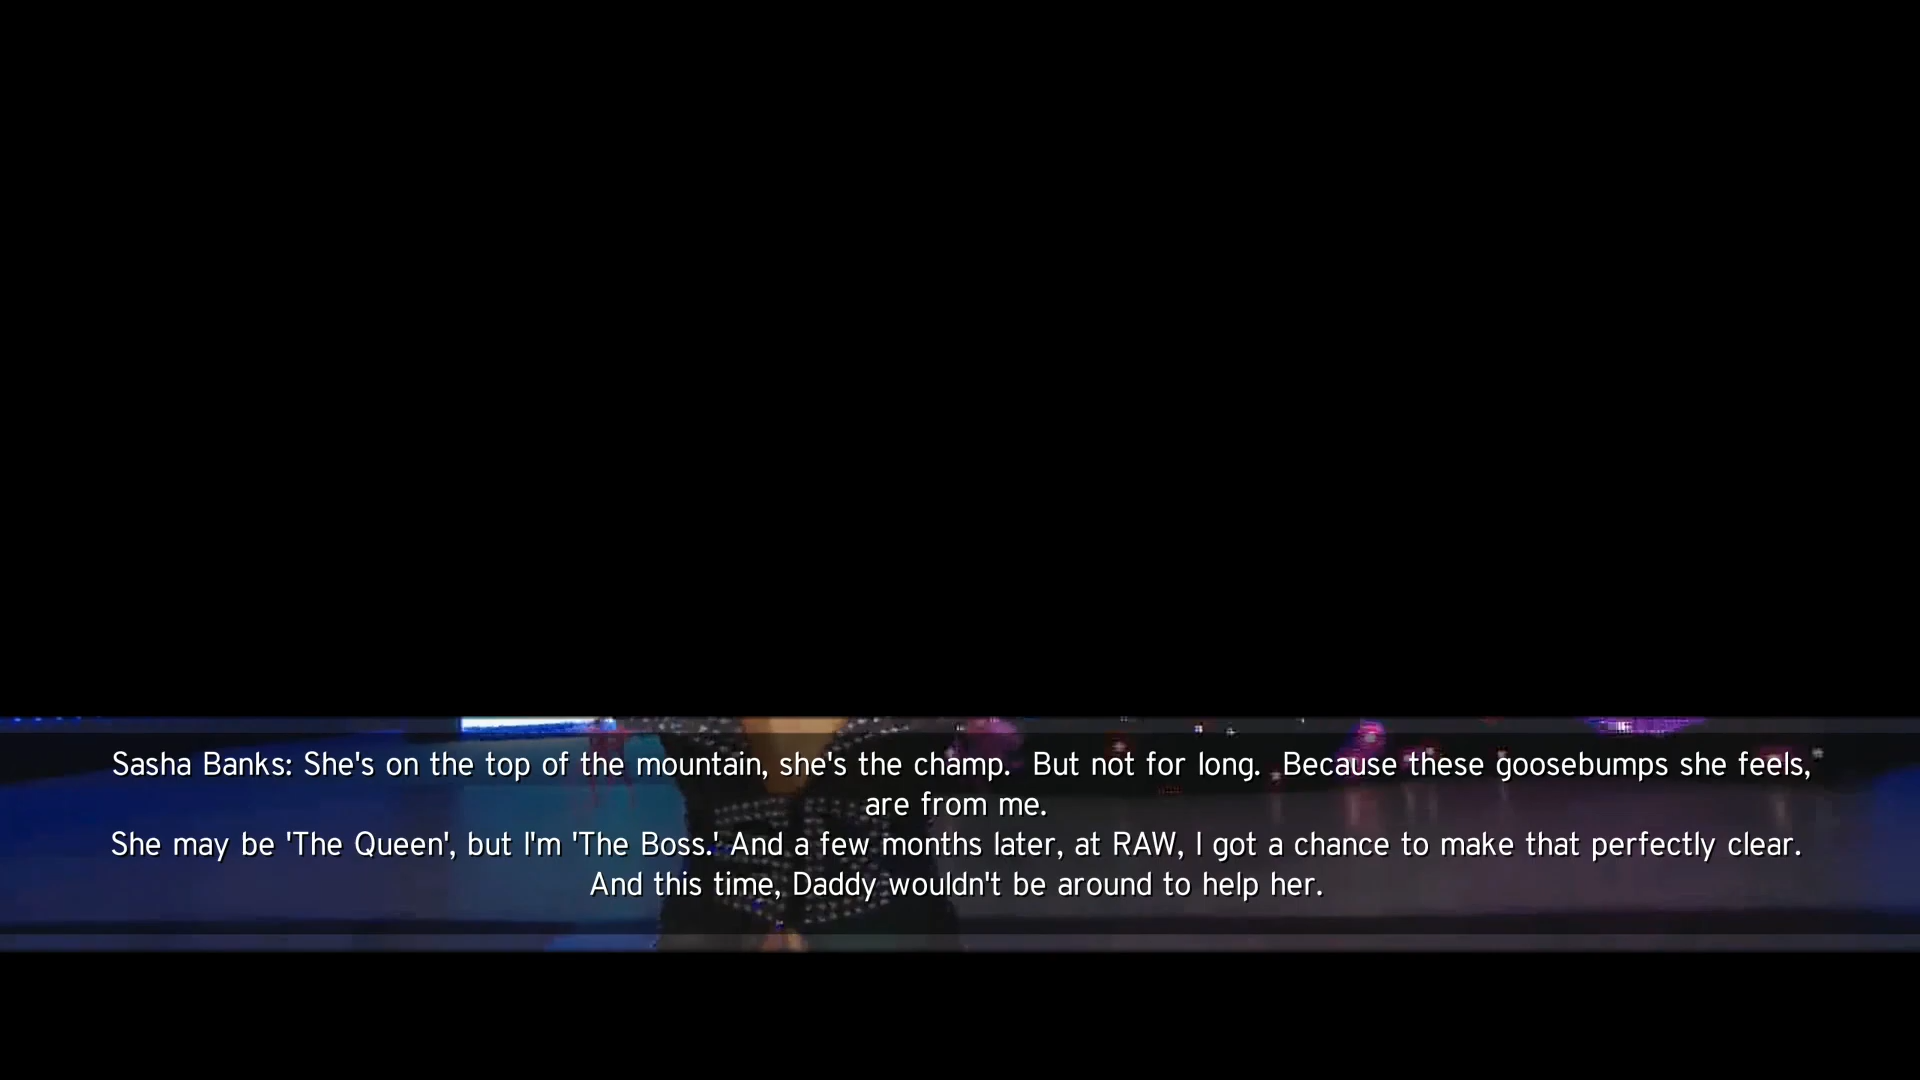 Sasha Banks: She's on the top of the mountain, she's the champ.  But not for long.  Because these goosebumps she feels,
are from me.
She may be 'The Queen', but I'm 'The Boss.' And a few months later, at RAW, I got a chance to make that perfectly clear.
And this time, Daddy wouldn't be around to help her.